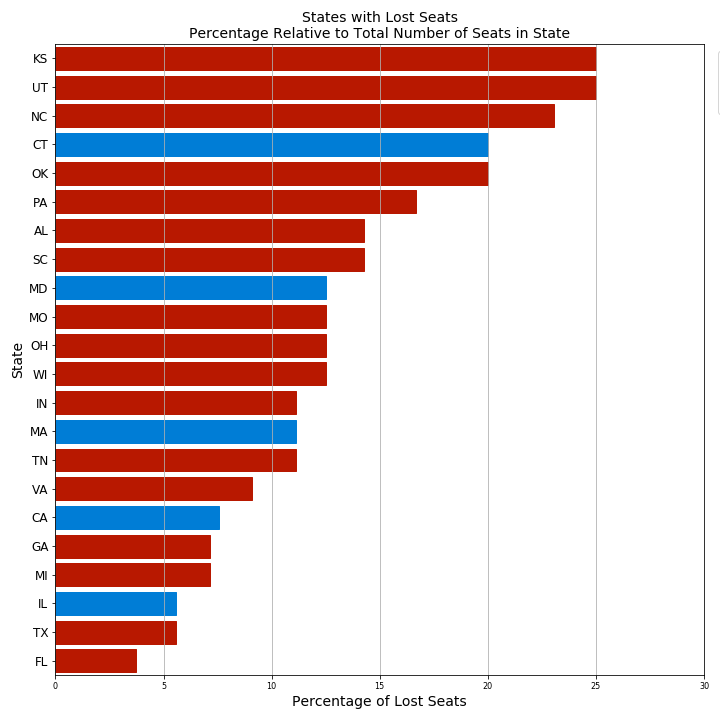 States with Lost Seats
Percentage Relative to Total Number of Seats in State
KS
UT
NC
CT
OK
PA
AL
SC
MD
MO
OH
WI
IN
MA
TN
VA
CA
GA
MI
IL
TX
FL
State
0 5 10 15 20 25 30
Percentage of Lost Seats